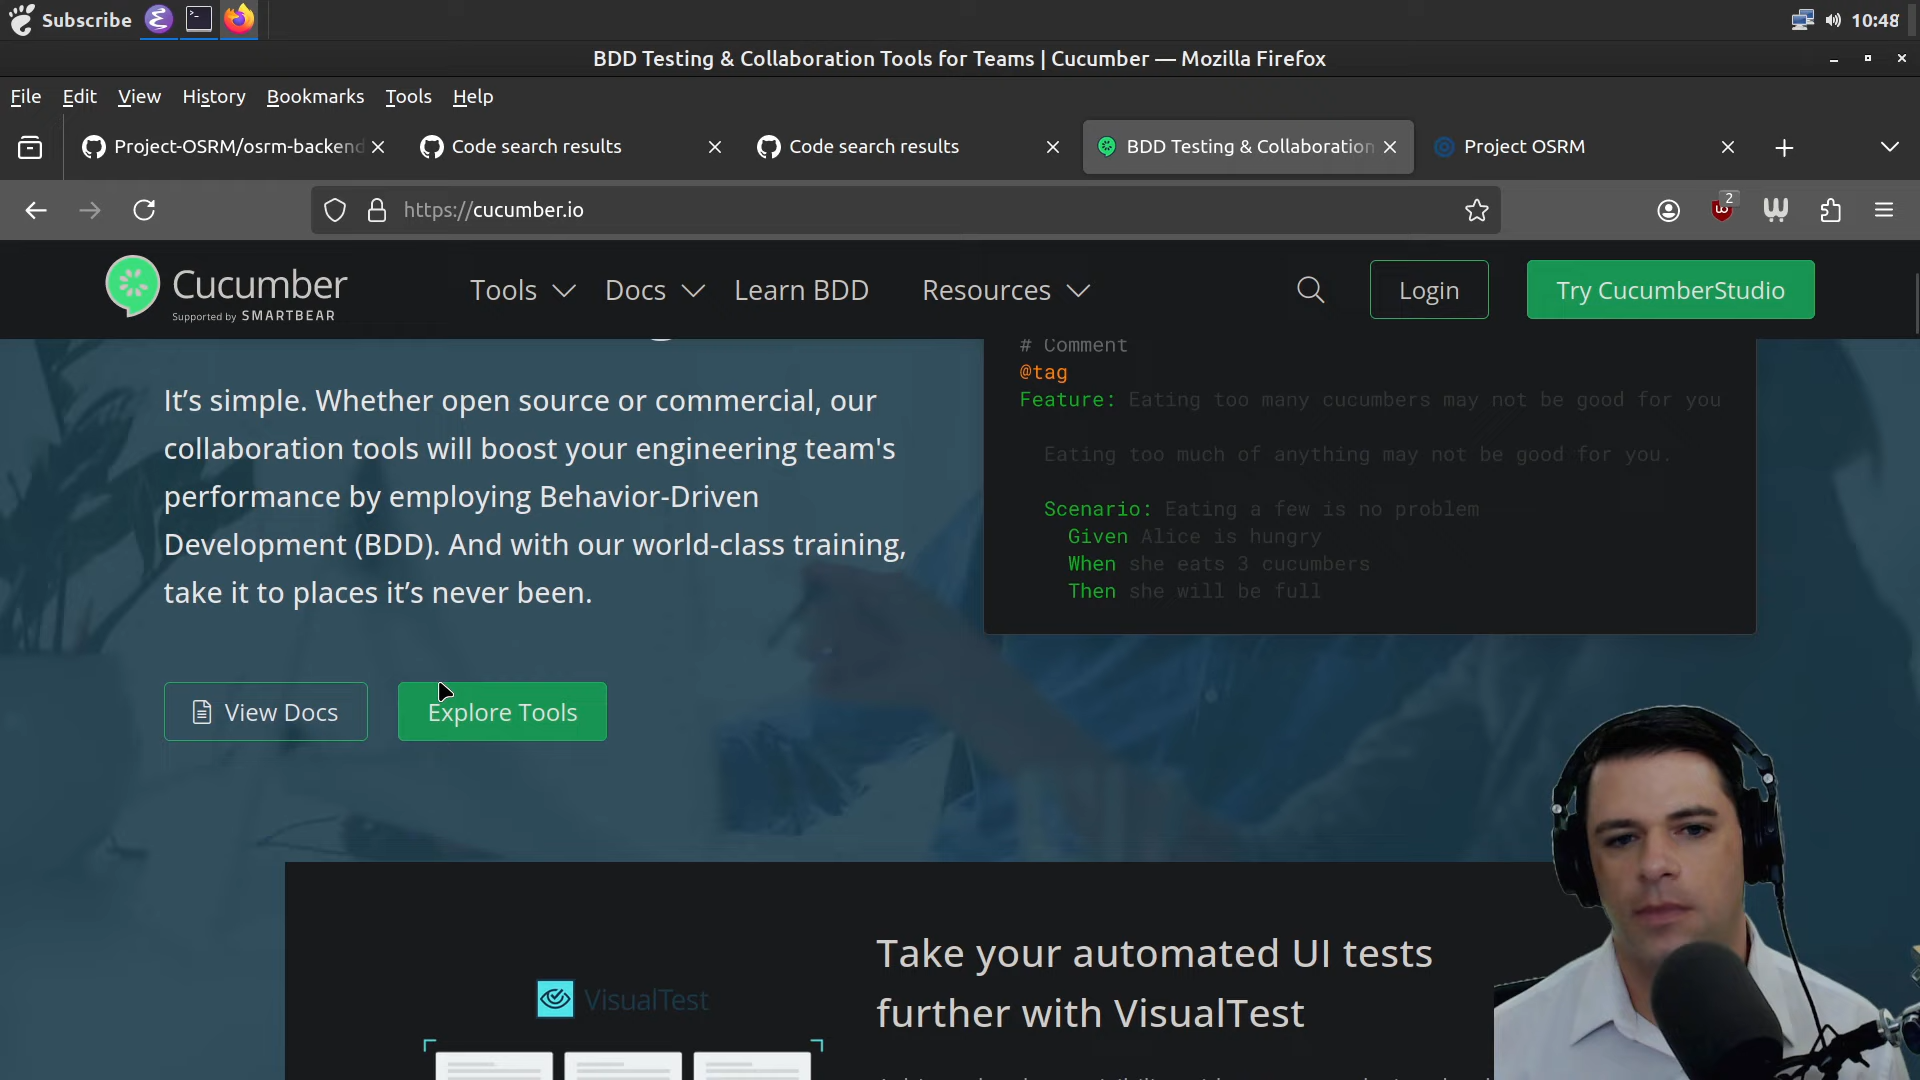 Subscribe
10:48
BDD Testing & Collaboration Tools for Teams | Cucumber — Mozilla Firefox
File Edit View History Bookmarks Tools Help
Project-OSRM/osrm-backend
Code search results
Code search results
BDD Testing & Collaboration
Project OSRM
https://cucumber.io
2
Cucumber
Supported by SMARTBEAR
Tools
Docs
Learn BDD
Resources
Login
Try CucumberStudio
It's simple. Whether open source or commercial, our
collaboration tools will boost your engineering team's
performance by employing Behavior-Driven
Development (BDD). And with our world-class training,
take it to places it's never been.
View Docs
Explore Tools
# Comment
@tag
Feature: Eating too many cucumbers may not be good for you
Eating too much of anything may not be good for you.
Scenario: Eating a few is no problem
Given Alice is hungry
When she eats 3 cucumbers
Then she will be full
VisualTest
Take your automated UI tests
further with VisualTest